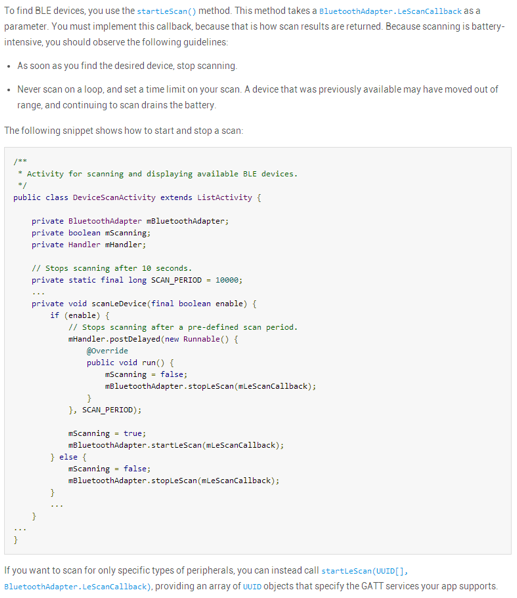 To find BLE devices, you use the startLeScan() method. This method takes a BluetoothAdapter.LeScanCallback as a
parameter. You must implement this callback, because that is how scan results are returned. Because scanning is battery-
intensive, you should observe the following guidelines:
• As soon as you find the desired device, stop scanning.
• Never scan on a loop, and set a time limit on your scan. A device that was previously available may have moved out of
range, and continuing to scan drains the battery.
The following snippet shows how to start and stop a scan:
/**
 * Activity for scanning and displaying available BLE devices.
 */
public class DeviceScanActivity extends ListActivity {
    private BluetoothAdapter mBluetoothAdapter;
    private boolean mScanning;
    private Handler mHandler;
    // Stops scanning after 10 seconds.
    private static final long SCAN_PERIOD = 10000;
    ...
    private void scanLeDevice(final boolean enable) {
        if (enable) {
            // Stops scanning after a pre-defined scan period.
            mHandler.postDelayed(new Runnable() {
                @Override
                public void run() {
                    mScanning = false;
                    mBluetoothAdapter.stopLeScan(mLeScanCallback);
                }
            }, SCAN_PERIOD);
            mScanning = true;
            mBluetoothAdapter.startLeScan(mLeScanCallback);
        } else {
            mScanning = false;
            mBluetoothAdapter.stopLeScan(mLeScanCallback);
        }
        ...
    }
...
}
If you want to scan for only specific types of peripherals, you can instead call startLeScan(UUID[],
BluetoothAdapter.LeScanCallback), providing an array of UUID objects that specify the GATT services your app supports.